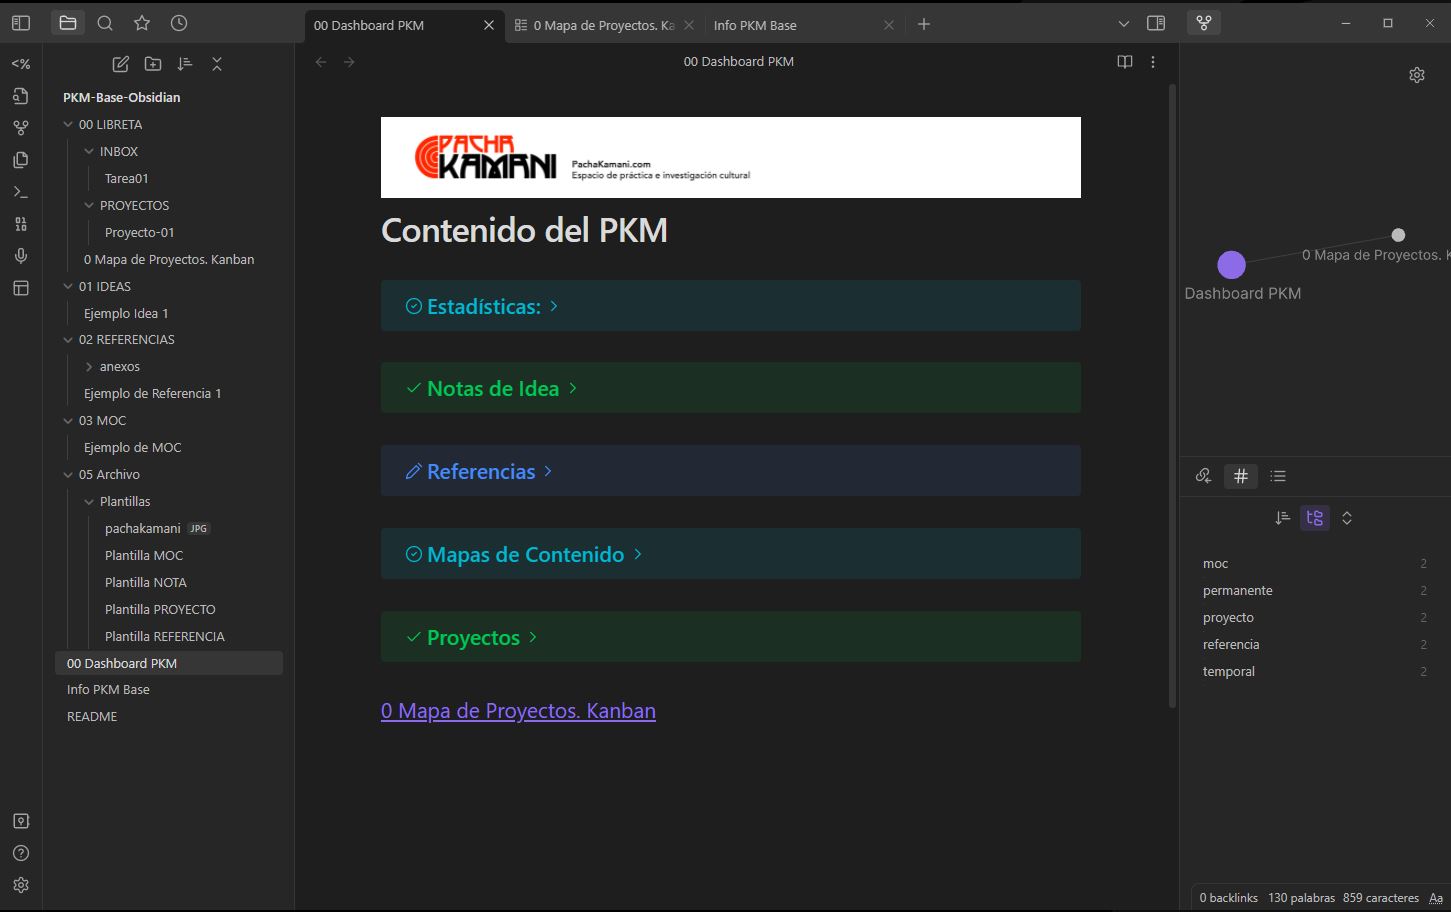 00 Dashboard PKM
0 Mapa de Proyectos. Ka
Info PKM Base
<%
PKM-Base-Obsidian
00 LIBRETA
INBOX
Tarea01
PROYECTOS
Proyecto-01
0 Mapa de Proyectos. Kanban
01 IDEAS
Ejemplo Idea 1
02 REFERENCIAS
anexos
Ejemplo de Referencia 1
03 MOC
Ejemplo de MOC
05 Archivo
Plantillas
pachakamani JPG
Plantilla MOC
Plantilla NOTA
Plantilla PROYECTO
Plantilla REFERENCIA
00 Dashboard PKM
Info PKM Base
README
00 Dashboard PKM
PACHA
KAMANI
PachaKamani.com
Espacio de práctica e investigación cultural
Contenido del PKM
Estadísticas:
Notas de Idea
Referencias
Mapas de Contenido
Proyectos
0 Mapa de Proyectos. Kanban
0 Mapa de Proyectos. K
Dashboard PKM
moc 2
permanente 2
proyecto 2
referencia 2
temporal 2
0 backlinks 130 palabras 859 caracteres Aa